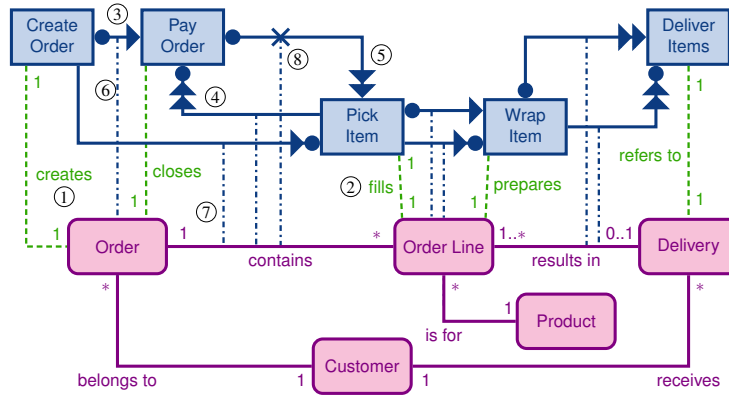 ③
Create
Order
Pay
Order
Deliver
Items
⑧
⑤
1
⑥
④
1
Pick
Item
Wrap
Item
1
creates
①
closes
② fills
1
prepares
refers to
1
1
⑦
1
1
1
Order
1
contains
*
Order Line
1..*
results in
0..1
Delivery
*
*
*
is for
1
Product
belongs to
1
Customer
1
receives